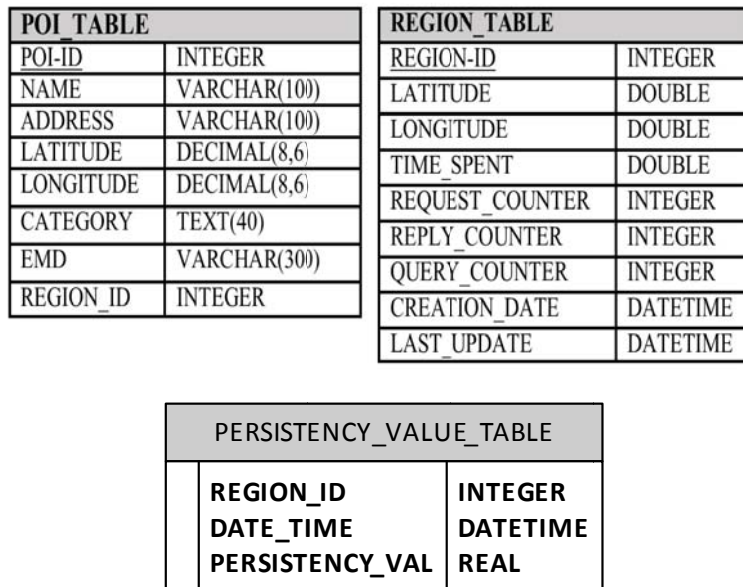 POI_TABLE
POI-ID INTEGER
NAME VARCHAR(100)
ADDRESS VARCHAR(100)
LATITUDE DECIMAL(8,6)
LONGITUDE DECIMAL(8,6)
CATEGORY TEXT(40)
EMD VARCHAR(300)
REGION_ID INTEGER
REGION_TABLE
REGION-ID INTEGER
LATITUDE DOUBLE
LONGITUDE DOUBLE
TIME_SPENT DOUBLE
REQUEST_COUNTER INTEGER
REPLY_COUNTER INTEGER
QUERY_COUNTER INTEGER
CREATION_DATE DATETIME
LAST_UPDATE DATETIME
PERSISTENCY_VALUE_TABLE
REGION_ID INTEGER
DATE_TIME DATETIME
PERSISTENCY_VAL REAL